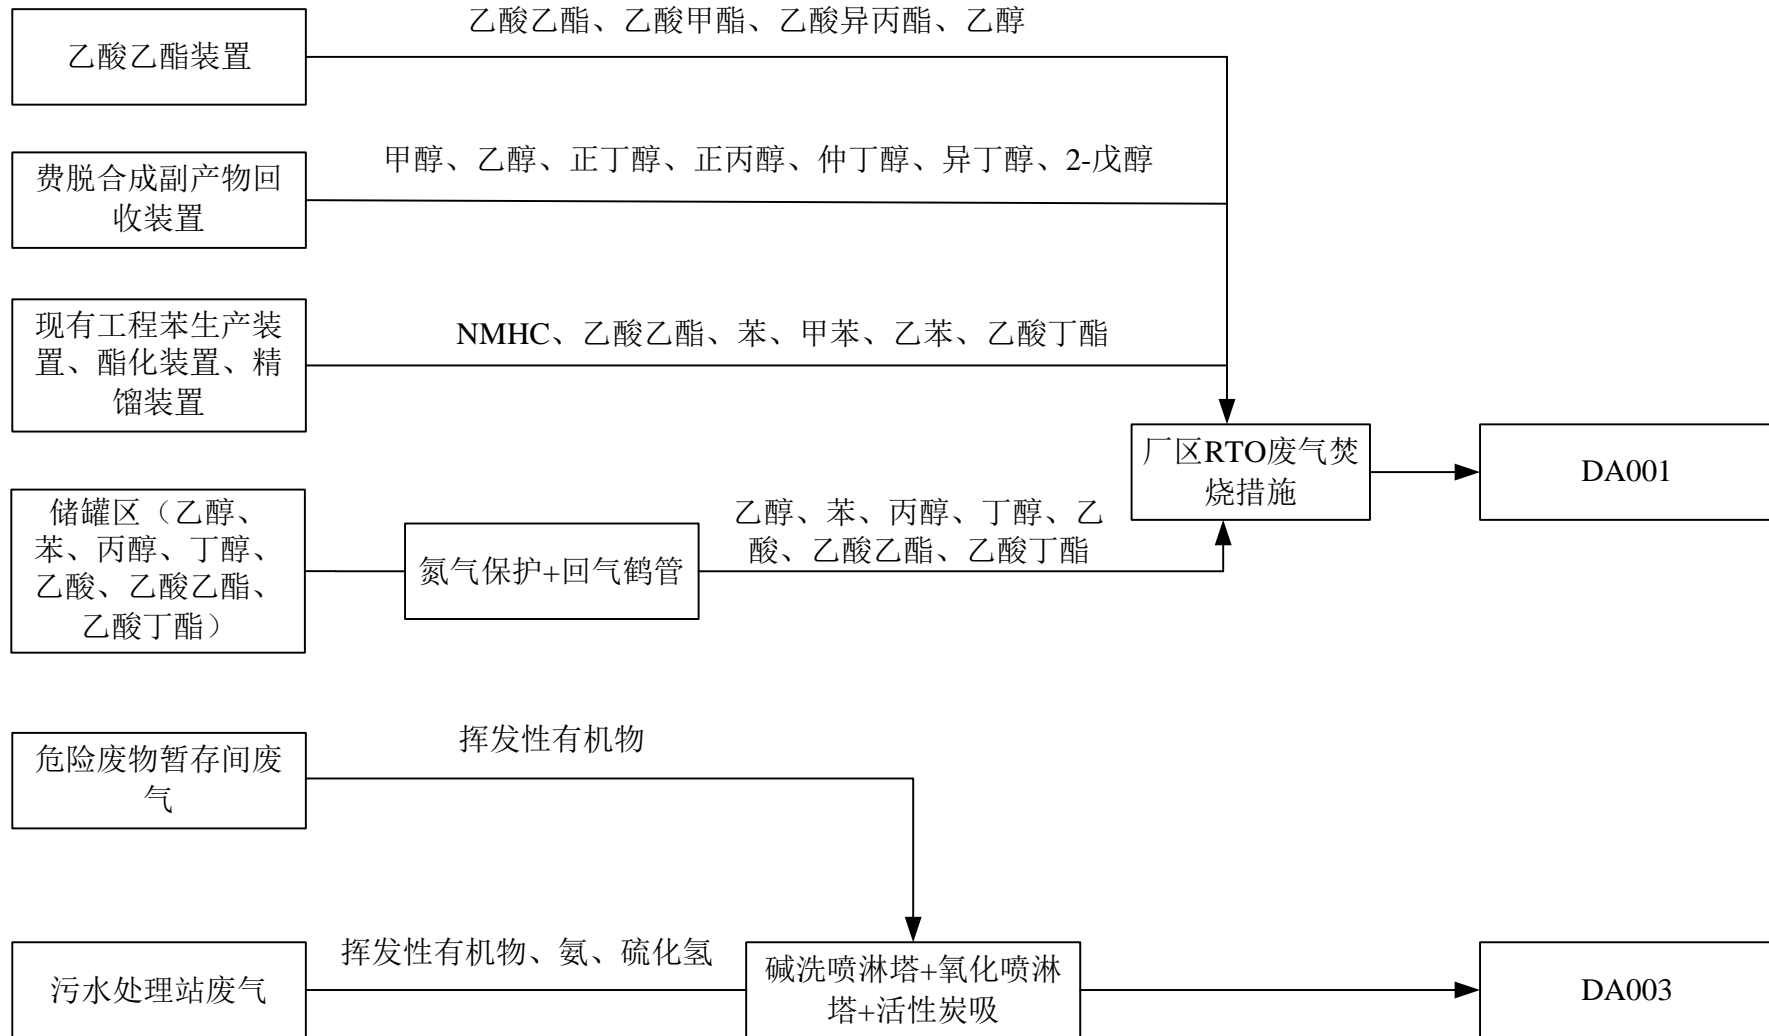 乙酸乙酯、乙酸甲酯、乙酸异丙酯、乙醇
乙酸乙酯装置
甲醇、乙醇、正丁醇、正丙醇、仲丁醇、异丁醇、2-戊醇
费脱合成副产物回
收装置
现有工程苯生产装
置、酯化装置、精
馏装置
NMHC、乙酸乙酯、苯、甲苯、乙苯、乙酸丁酯
厂区RTO废气焚
烧措施
DA001
储罐区（乙醇、
苯、丙醇、丁醇、
乙酸、乙酸乙酯、
乙酸丁酯）
氮气保护+回气鹤管
乙醇、苯、丙醇、丁醇、乙
酸、乙酸乙酯、乙酸丁酯
危险废物暂存间废
气
挥发性有机物
污水处理站废气
挥发性有机物、氨、硫化氢
碱洗喷淋塔+氧化喷淋
塔+活性炭吸
DA003